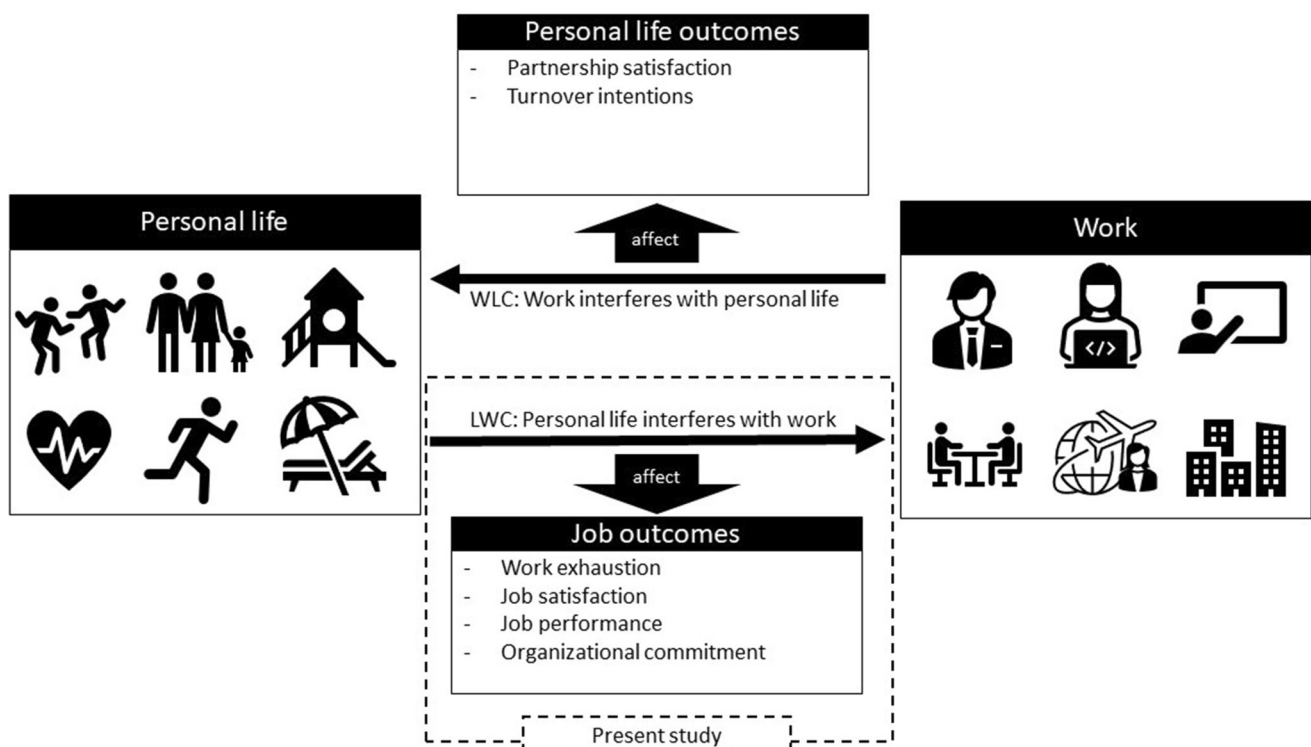 Personal life outcomes
- Partnership satisfaction
- Turnover intentions
Personal life
affect
Work
WLC: Work interferes with personal life
</>
LWC: Personal life interferes with work
affect
Job outcomes
- Work exhaustion
- Job satisfaction
- Job performance
- Organizational commitment
Present study